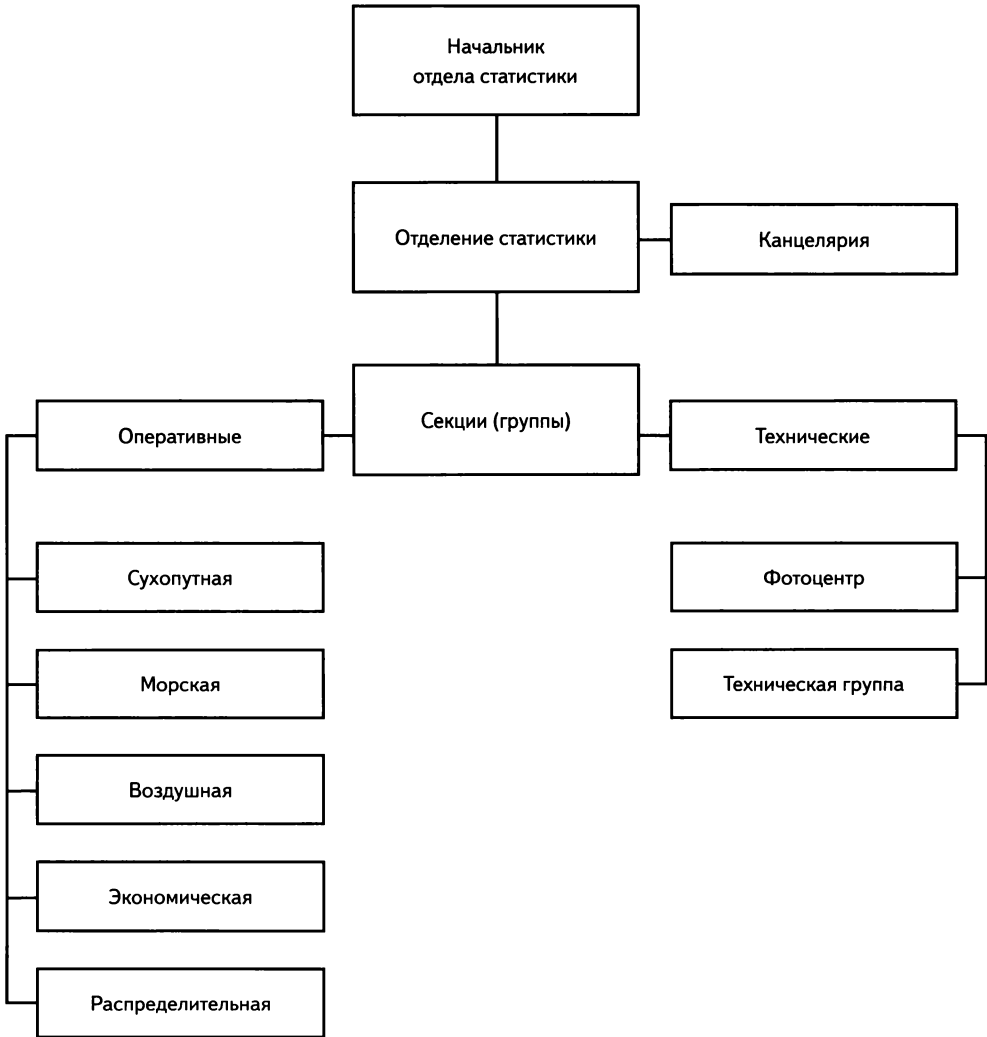 Начальник
отдела статистики
Отделение статистики
Канцелярия
Секции (группы)
Оперативные
Технические
Сухопутная
Фотоцентр
Морская
Техническая группа
Воздушная
Экономическая
Распределительная